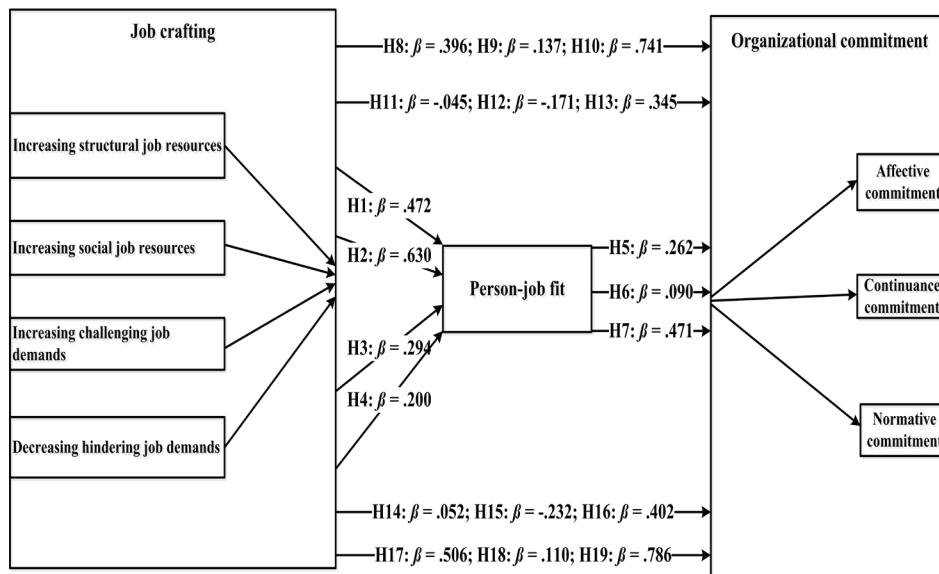 Job crafting
Increasing structural job resources
Increasing social job resources
Increasing challenging job
demands
Decreasing hindering job demands
H8: β = .396; H9: β = .137; H10: β = .741
H11: β = -.045; H12: β = -.171; H13: β = .345
H1: β = .472
H2: β = .630
H3: β = .294
H4: β = .200
Person-job fit
H5: β = .262
H6: β = .090
H7: β = .471
H14: β = .052; H15: β = -.232; H16: β = .402
H17: β = .506; H18: β = .110; H19: β = .786
Organizational commitment
Affective
commitment
Continuance
commitment
Normative
commitment